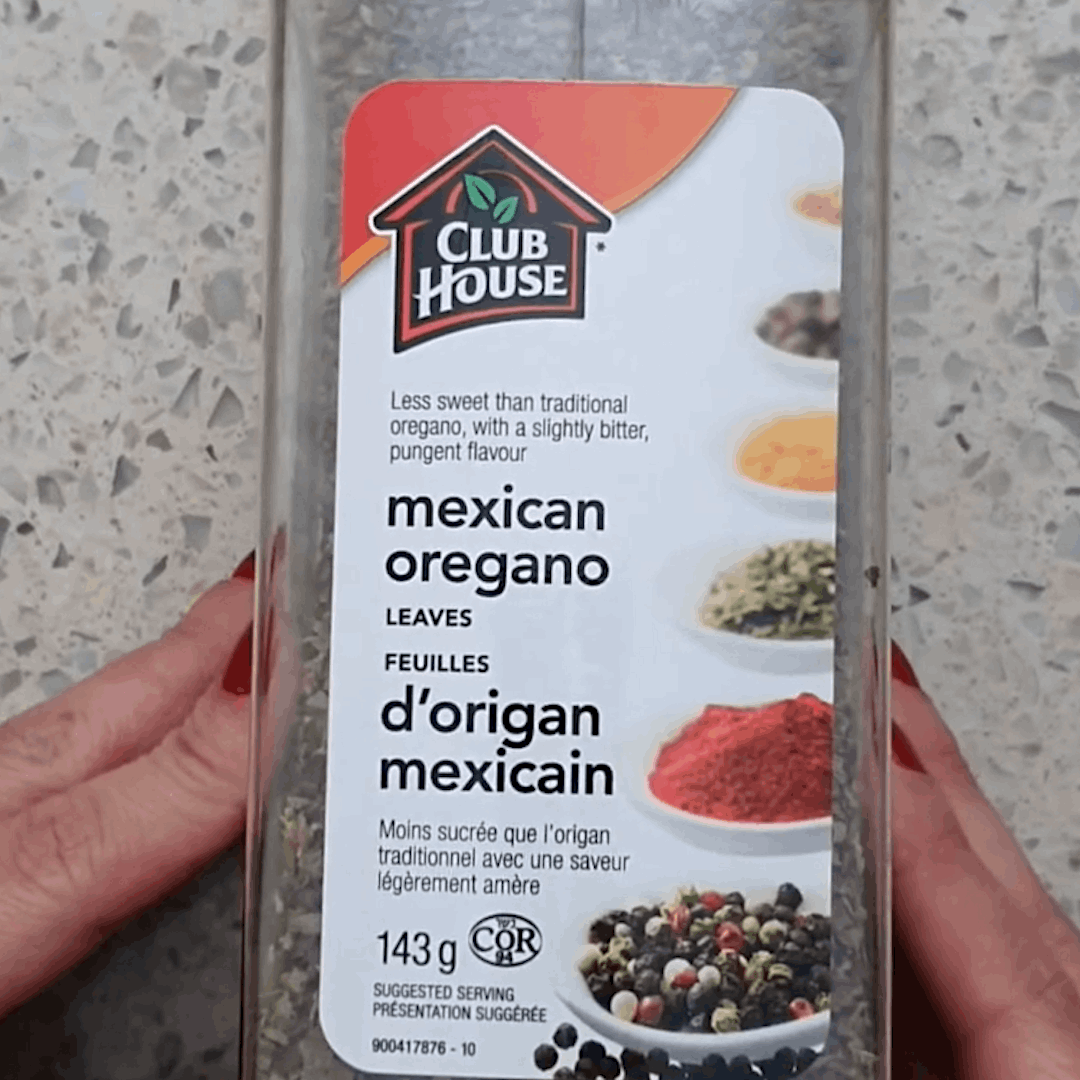 CLUB
HOUSE
Less sweet than traditional
oregano, with a slightly bitter,
pungent flavour
mexican
oregano
LEAVES
FEUILLES
d'origan
mexicain
Moins sucrée que l'origan
traditionnel avec une saveur
légèrement amère
143 g
COR
94
SUGGESTED SERVING
PRÉSENTATION SUGGÉRÉE
900417876 - 10